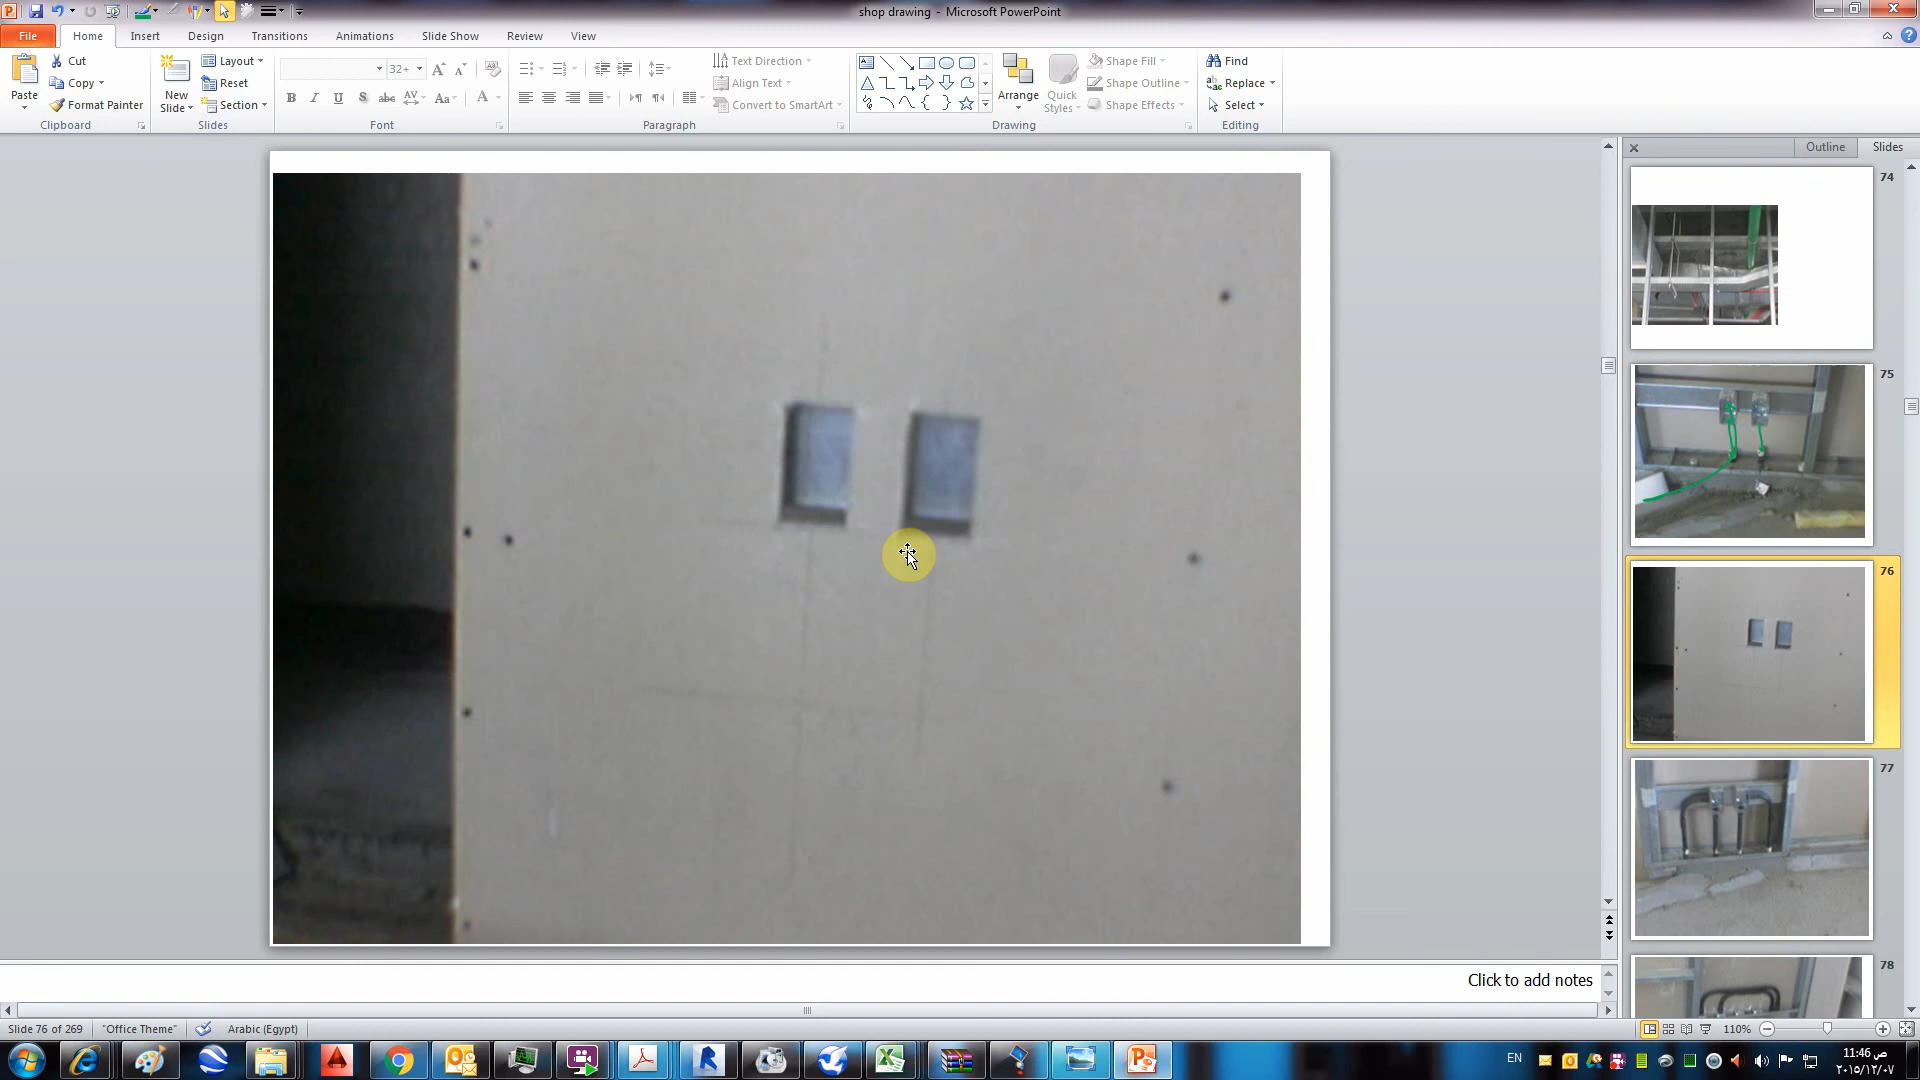 shop drawing - Microsoft PowerPoint
File Home Insert Design Transitions Animations Slide Show Review View
Paste
Cut
Copy
Format Painter
Clipboard
New
Slide
Layout
Reset
Section
Slides
32+
Font
Text Direction
Align Text
Convert to SmartArt
Paragraph
Arrange
Quick
Styles
Shape Fill
Shape Outline
Shape Effects
Drawing
Find
Replace
Select
Editing
Outline Slides
74
75
76
77
78
Click to add notes
Slide 76 of 269 "Office Theme" Arabic (Egypt) 110%
EN
11:46 ص
٢٠١٥/١٢/٠٧